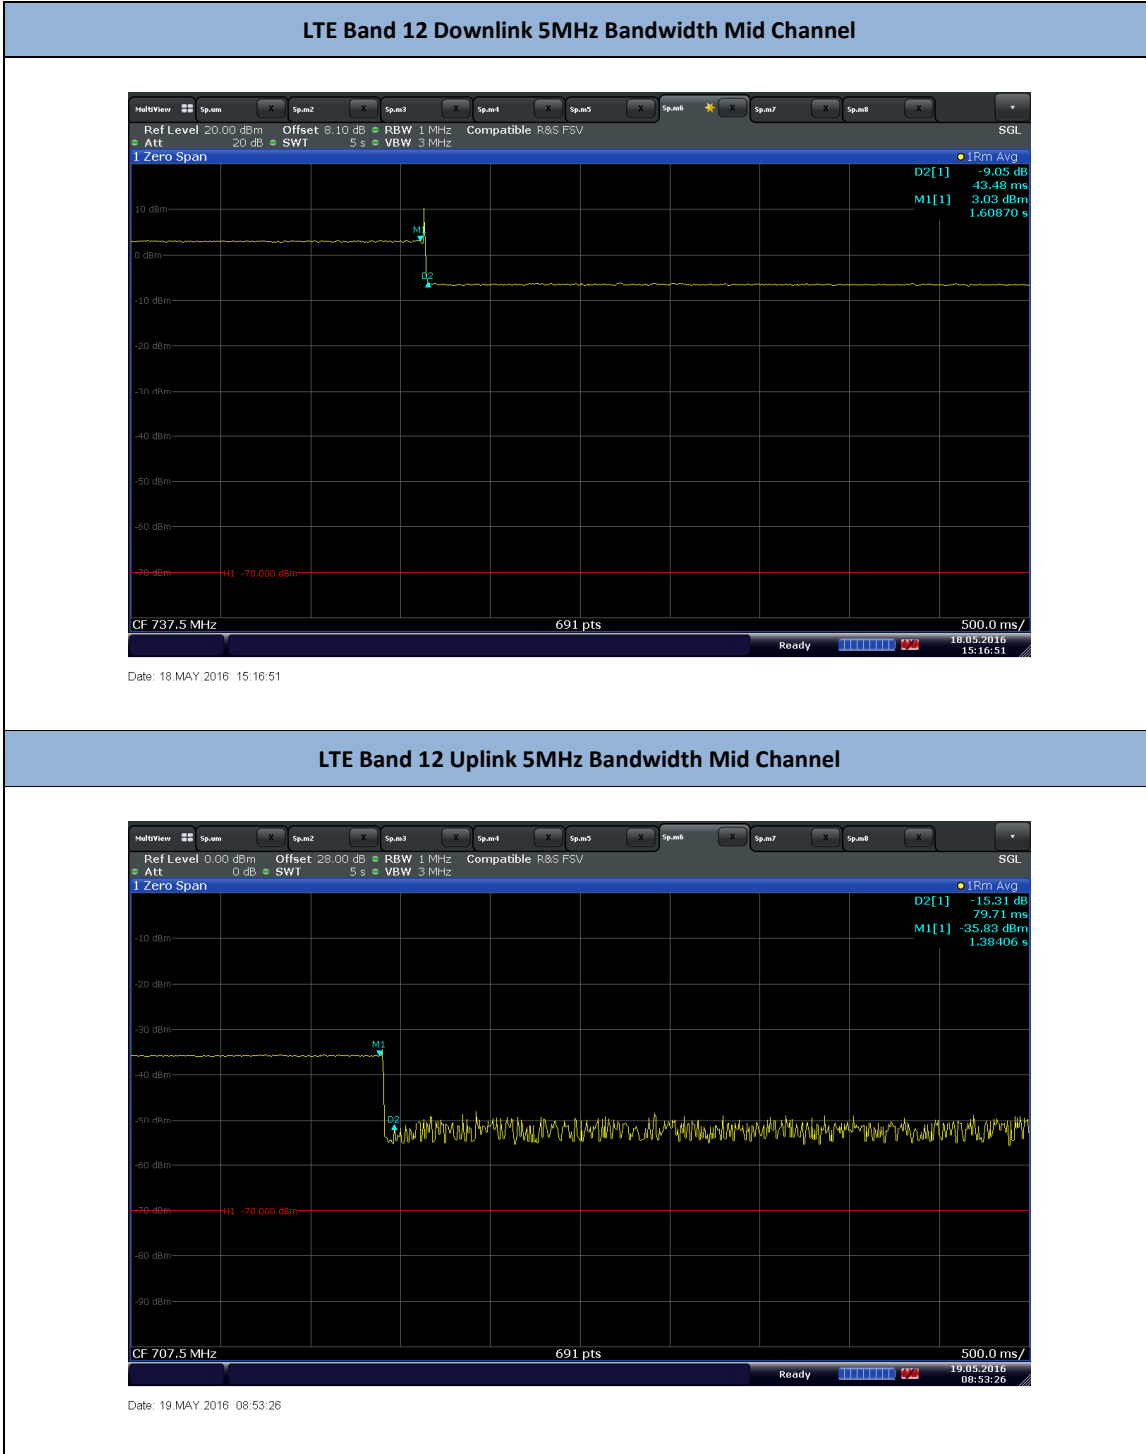 LTE Band 12 Downlink 5MHz Bandwidth Mid Channel
MultiView Sp.um X Sp.m2 X Sp.m3 X Sp.m4 X Sp.m5 X Sp.m6 X Sp.m7 X Sp.m8 X
Ref Level 20.00 dBm Offset 8.10 dB RBW 1 MHz Compatible R&S FSV SGL
Att 20 dB SWT 5 s VBW 3 MHz
1 Zero Span 1Rm Avg
D2[1] -9.05 dB
43.48 ms
M1[1] 3.03 dBm
1.60870 s
10 dBm
M1
0 dBm
D2
-10 dBm
-20 dBm
-30 dBm
-40 dBm
-50 dBm
-60 dBm
-70 dBm H1 -70.000 dBm
CF 737.5 MHz 691 pts 500.0 ms/
Ready 18.05.2016
15:16:51
Date: 18.MAY.2016 15:16:51
LTE Band 12 Uplink 5MHz Bandwidth Mid Channel
MultiView Sp.um X Sp.m2 X Sp.m3 X Sp.m4 X Sp.m5 X Sp.m6 X Sp.m7 X Sp.m8 X
Ref Level 0.00 dBm Offset 28.00 dB RBW 1 MHz Compatible R&S FSV SGL
Att 0 dB SWT 5 s VBW 3 MHz
1 Zero Span 1Rm Avg
D2[1] -15.31 dB
79.71 ms
M1[1] -35.83 dBm
1.38406 s
-10 dBm
-20 dBm
-30 dBm
M1
-40 dBm
-50 dBm
D2
-60 dBm
-70 dBm H1 -70.000 dBm
-80 dBm
-90 dBm
CF 707.5 MHz 691 pts 500.0 ms/
Ready 19.05.2016
08:53:26
Date: 19.MAY.2016 08:53:26